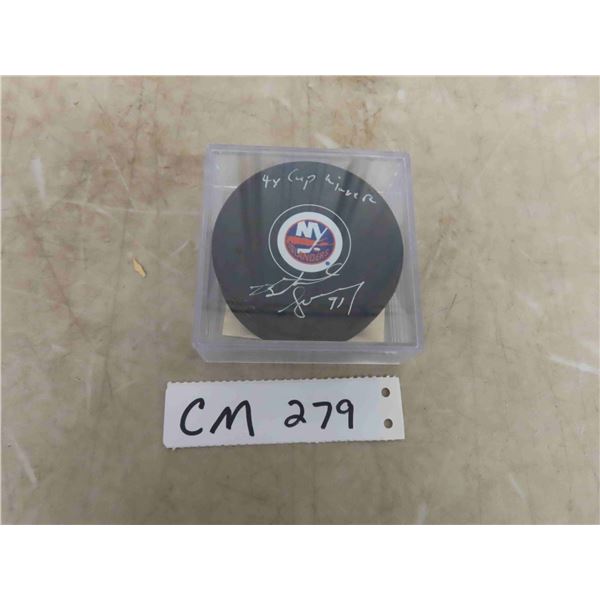 4x Cup Winner
NY
ISLANDERS
91
CM 279